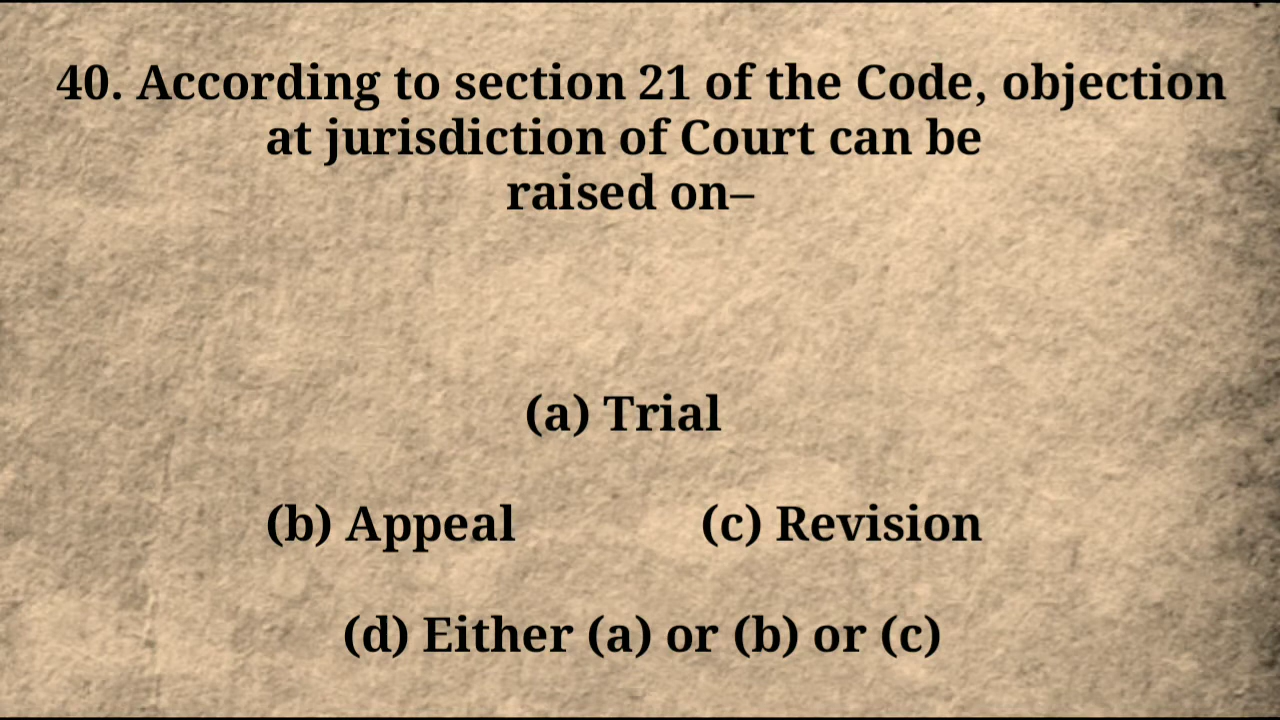 40. According to section 21 of the Code, objection
at jurisdiction of Court can be
raised on–
(a) Trial
(b) Appeal (c) Revision
(d) Either (a) or (b) or (c)